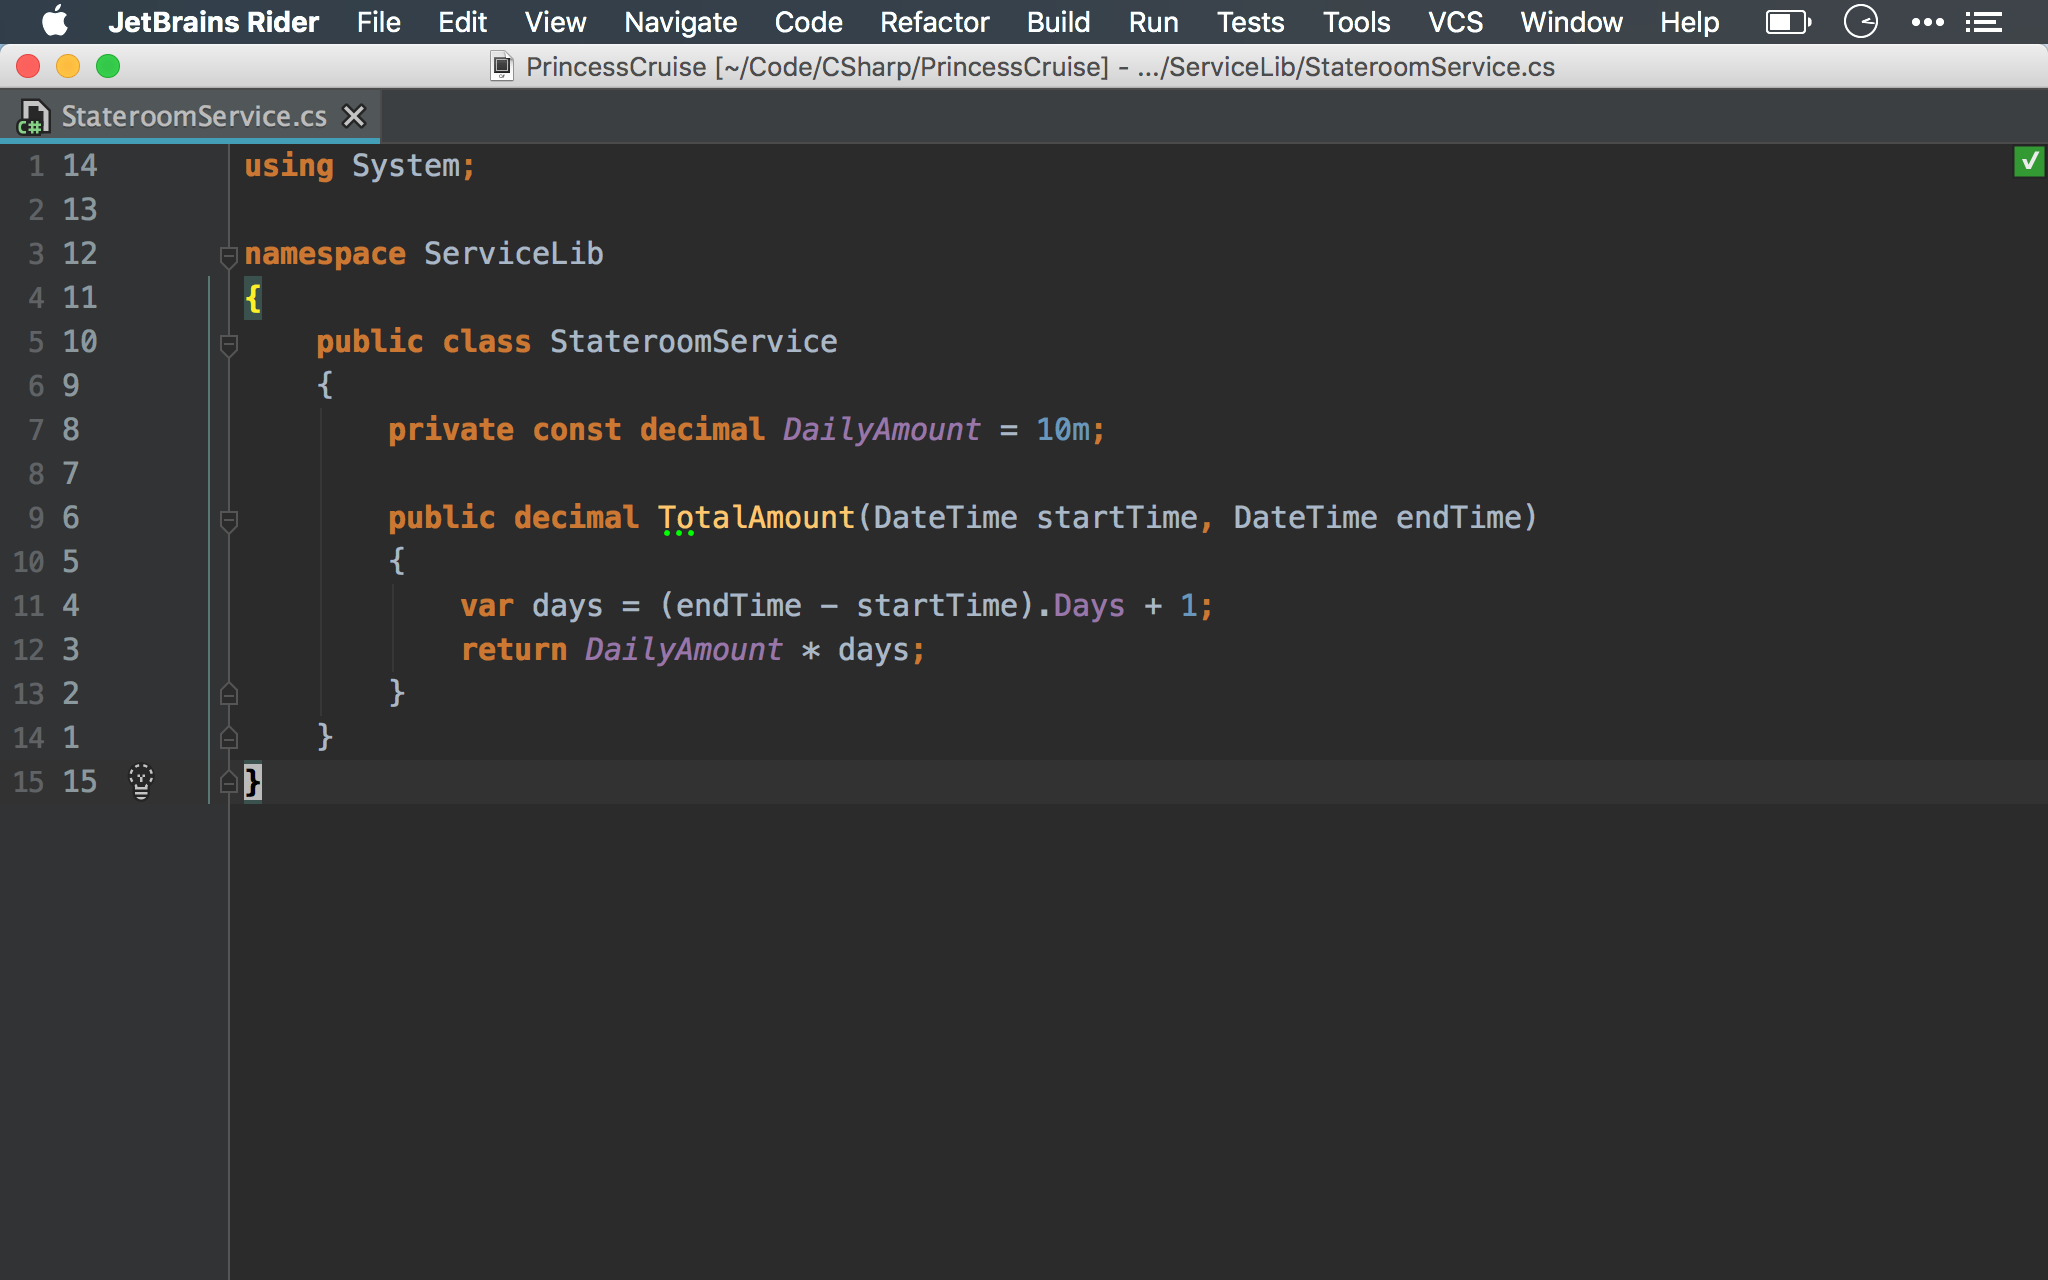 JetBrains Rider File Edit View Navigate Code Refactor Build Run Tests Tools VCS Window Help
PrincessCruise [~/Code/CSharp/PrincessCruise] - .../ServiceLib/StateroomService.cs
C# StateroomService.cs
1 14 using System;
2 13
3 12 namespace ServiceLib
4 11 {
5 10 public class StateroomService
6 9 {
7 8 private const decimal DailyAmount = 10m;
8 7
9 6 public decimal TotalAmount(DateTime startTime, DateTime endTime)
10 5 {
11 4 var days = (endTime - startTime).Days + 1;
12 3 return DailyAmount * days;
13 2 }
14 1 }
15 15 }